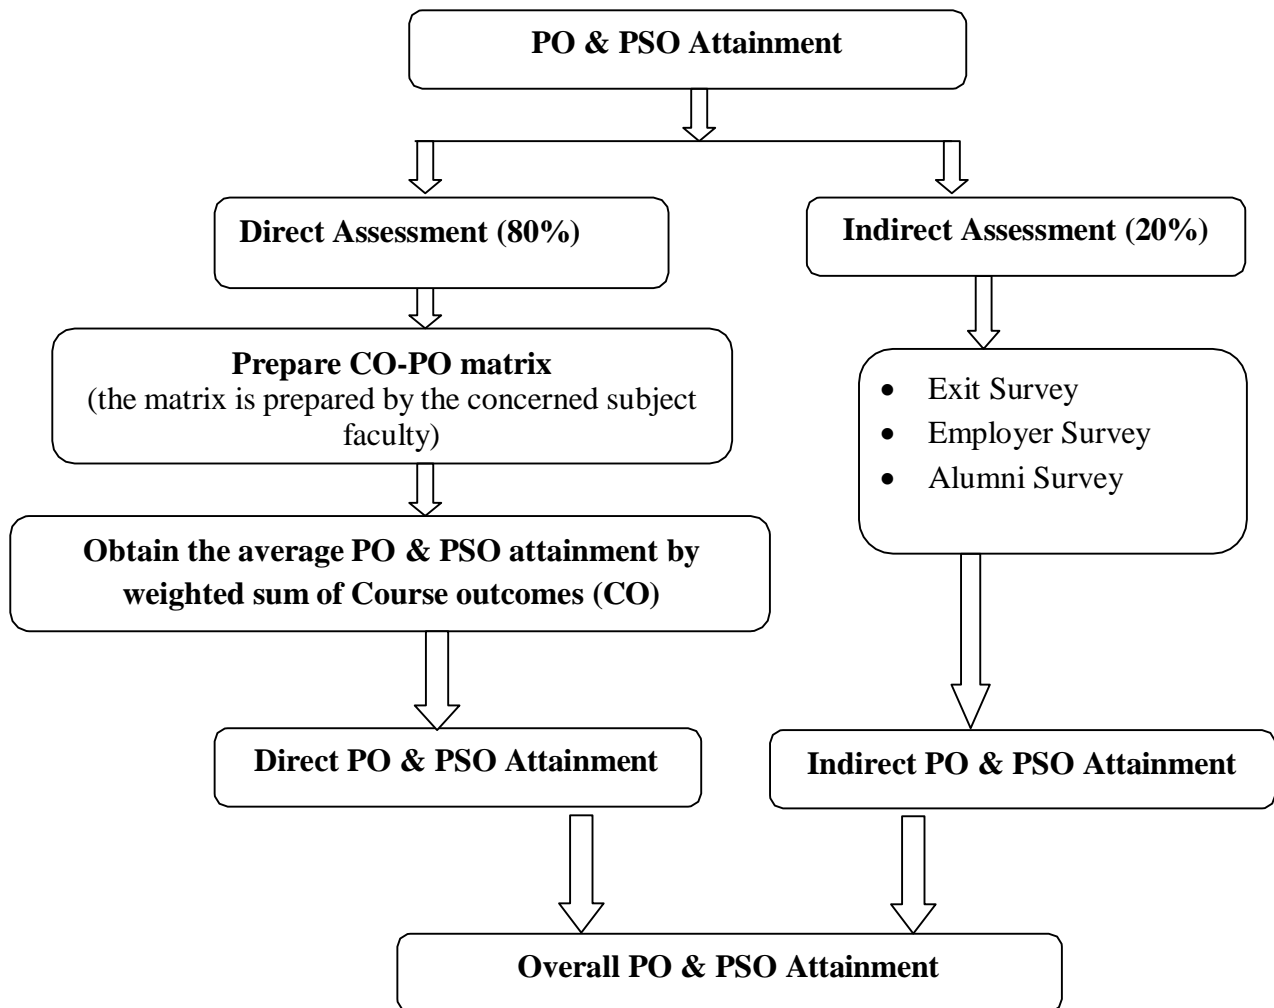 PO & PSO Attainment
Direct Assessment (80%)
Indirect Assessment (20%)
Prepare CO-PO matrix
(the matrix is prepared by the concerned subject
faculty)
• Exit Survey
• Employer Survey
• Alumni Survey
Obtain the average PO & PSO attainment by
weighted sum of Course outcomes (CO)
Direct PO & PSO Attainment
Indirect PO & PSO Attainment
Overall PO & PSO Attainment